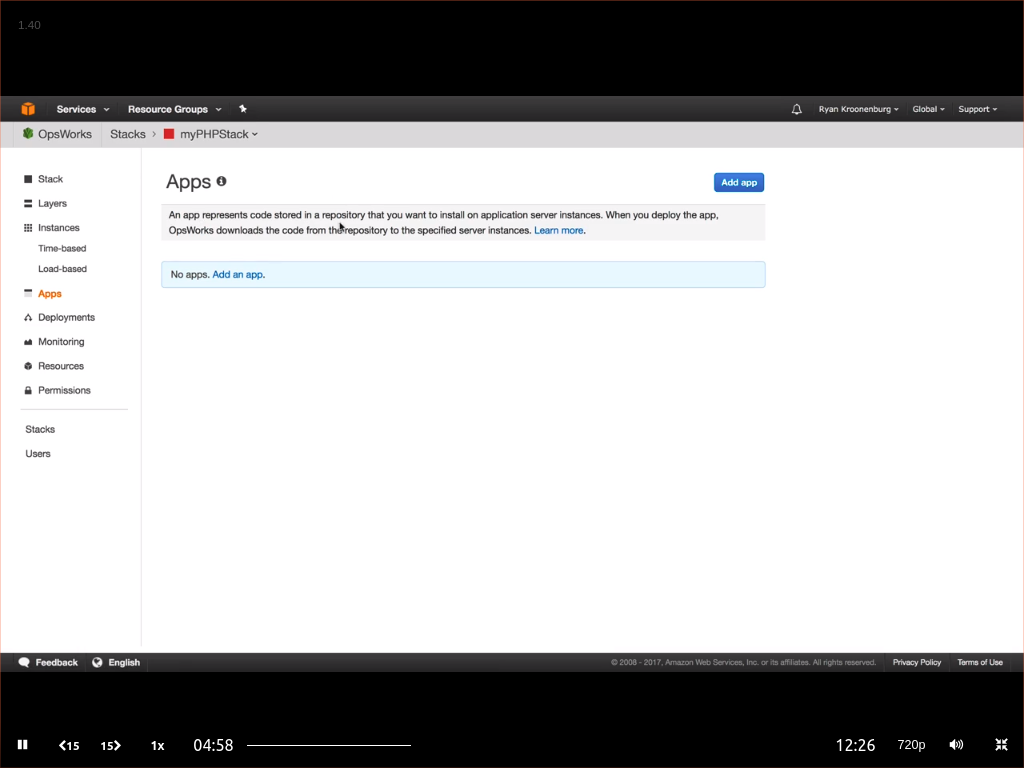 1.40
Services Resource Groups Ryan Kroonenburg Global Support
OpsWorks Stacks › myPHPStack
Stack
Layers
Instances
Time-based
Load-based
Apps
Deployments
Monitoring
Resources
Permissions
Stacks
Users
Apps
Add app
An app represents code stored in a repository that you want to install on application server instances. When you deploy the app,
OpsWorks downloads the code from the repository to the specified server instances. Learn more.
No apps. Add an app.
Feedback English © 2008 - 2017, Amazon Web Services, Inc. or its affiliates. All rights reserved. Privacy Policy Terms of Use
15 15 1x 04:58 12:26 720p